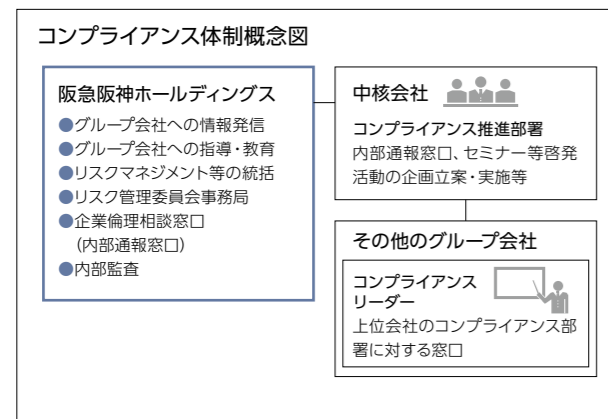 コンプライアンス体制概念図
阪急阪神ホールディングス
●グループ会社への情報発信
●グループ会社への指導・教育
●リスクマネジメント等の統括
●リスク管理委員会事務局
●企業倫理相談窓口
(内部通報窓口)
●内部監査
中核会社
コンプライアンス推進部署
内部通報窓口、セミナー等啓発
活動の企画立案・実施等
その他のグループ会社
コンプライアンス
リーダー
上位会社のコンプライアンス部
署に対する窓口